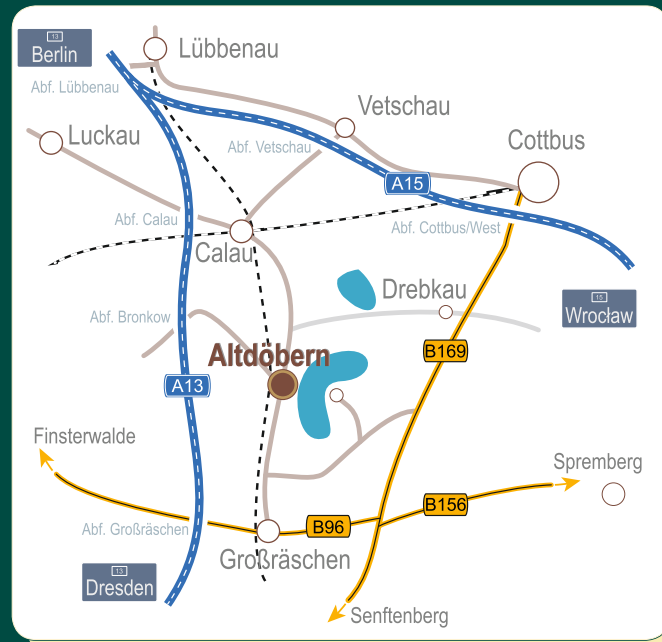 13
Berlin
Lübbenau
Abf. Lübbenau
Vetschau
Luckau
Abf. Vetschau
Cottbus
A15
Abf. Calau
Abf. Cottbus/West
Calau
Drebkau
15
Wrocław
Abf. Bronkow
Altdöbern
B169
A13
Finsterwalde
Spremberg
B156
B96
Abf. Großräschen
Großräschen
13
Dresden
Senftenberg